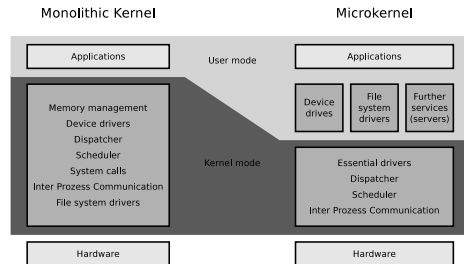 Monolithic Kernel
Microkernel
Applications
User mode
Applications
Device
drives
File
system
drivers
Further
services
(servers)
Memory management
Device drivers
Dispatcher
Scheduler
System calls
Inter Prozess Communication
File system drivers
Kernel mode
Essential drivers
Dispatcher
Scheduler
Inter Prozess Communication
Hardware
Hardware